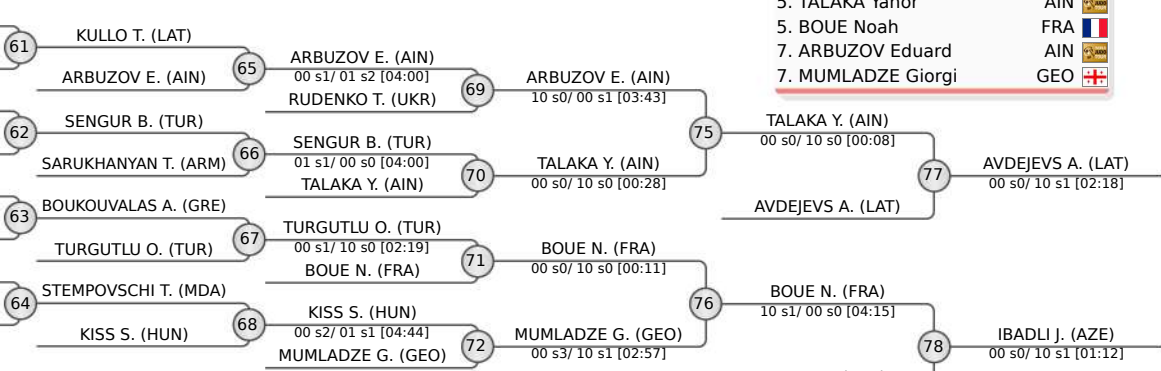 5. TALAKA Yahor AIN
5. BOUE Noah FRA
7. ARBUZOV Eduard AIN
7. MUMLADZE Giorgi GEO
61
KULLO T. (LAT)
ARBUZOV E. (AIN)
62
SENGUR B. (TUR)
SARUKHANYAN T. (ARM)
63
BOUKOUVALAS A. (GRE)
TURGUTLU O. (TUR)
64
STEMPOVSCHI T. (MDA)
KISS S. (HUN)
65
ARBUZOV E. (AIN)
00 s1/ 01 s2 [04:00]
RUDENKO T. (UKR)
66
SENGUR B. (TUR)
01 s1/ 00 s0 [04:00]
TALAKA Y. (AIN)
67
TURGUTLU O. (TUR)
00 s1/ 10 s0 [02:19]
BOUE N. (FRA)
68
KISS S. (HUN)
00 s2/ 01 s1 [04:44]
MUMLADZE G. (GEO)
69
ARBUZOV E. (AIN)
10 s0/ 00 s1 [03:43]
70
TALAKA Y. (AIN)
00 s0/ 10 s0 [00:28]
71
BOUE N. (FRA)
00 s0/ 10 s0 [00:11]
72
MUMLADZE G. (GEO)
00 s3/ 10 s1 [02:57]
75
TALAKA Y. (AIN)
00 s0/ 10 s0 [00:08]
AVDEJEVS A. (LAT)
76
BOUE N. (FRA)
10 s1/ 00 s0 [04:15]
77
AVDEJEVS A. (LAT)
00 s0/ 10 s1 [02:18]
78
IBADLI J. (AZE)
00 s0/ 10 s1 [01:12]